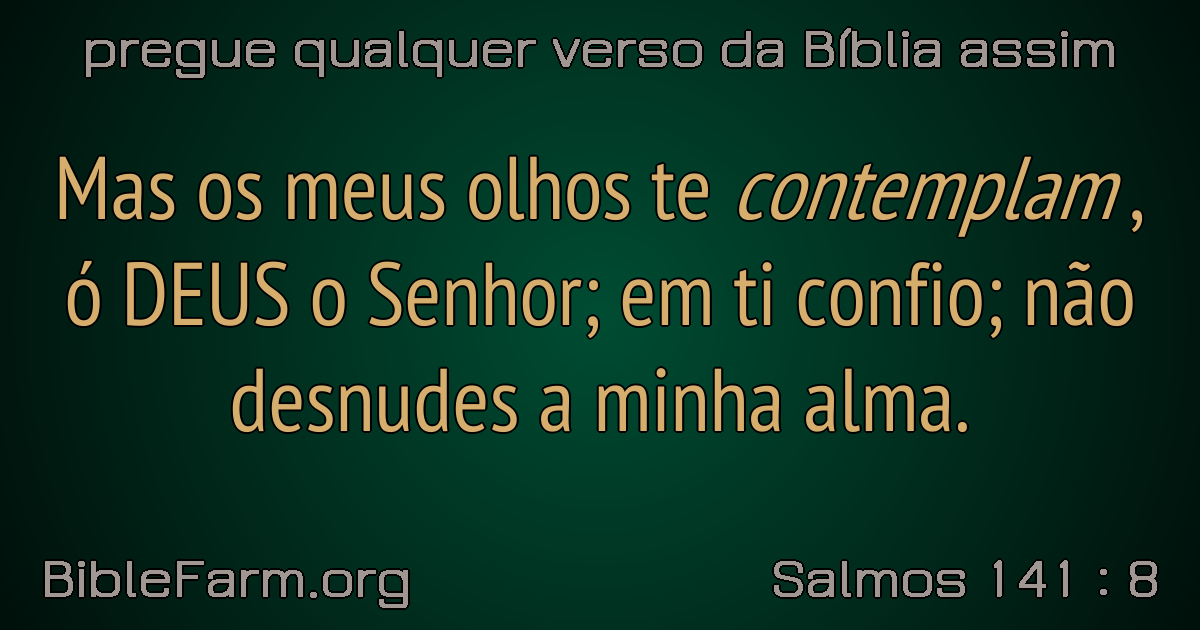 pregue qualquer verso da Bíblia assim
Mas os meus olhos te contemplam,
ó DEUS o Senhor; em ti confio; não
desnudes a minha alma.
BibleFarm.org
Salmos 141 : 8